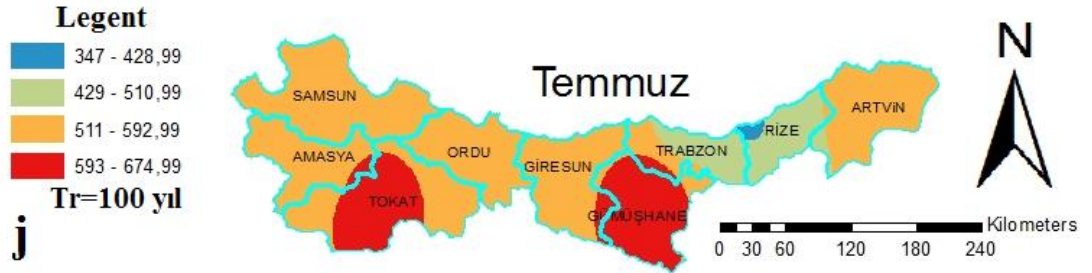 Legent
347 - 428,99
429 - 510,99
511 - 592,99
593 - 674,99
Tr=100 yıl
j
Temmuz
N
SAMSUN
AMASYA
TOKAT
ORDU
GİRESUN
GÜMÜŞHANE
TRABZON
RİZE
ARTVİN
Kilometers
0 30 60 120 180 240